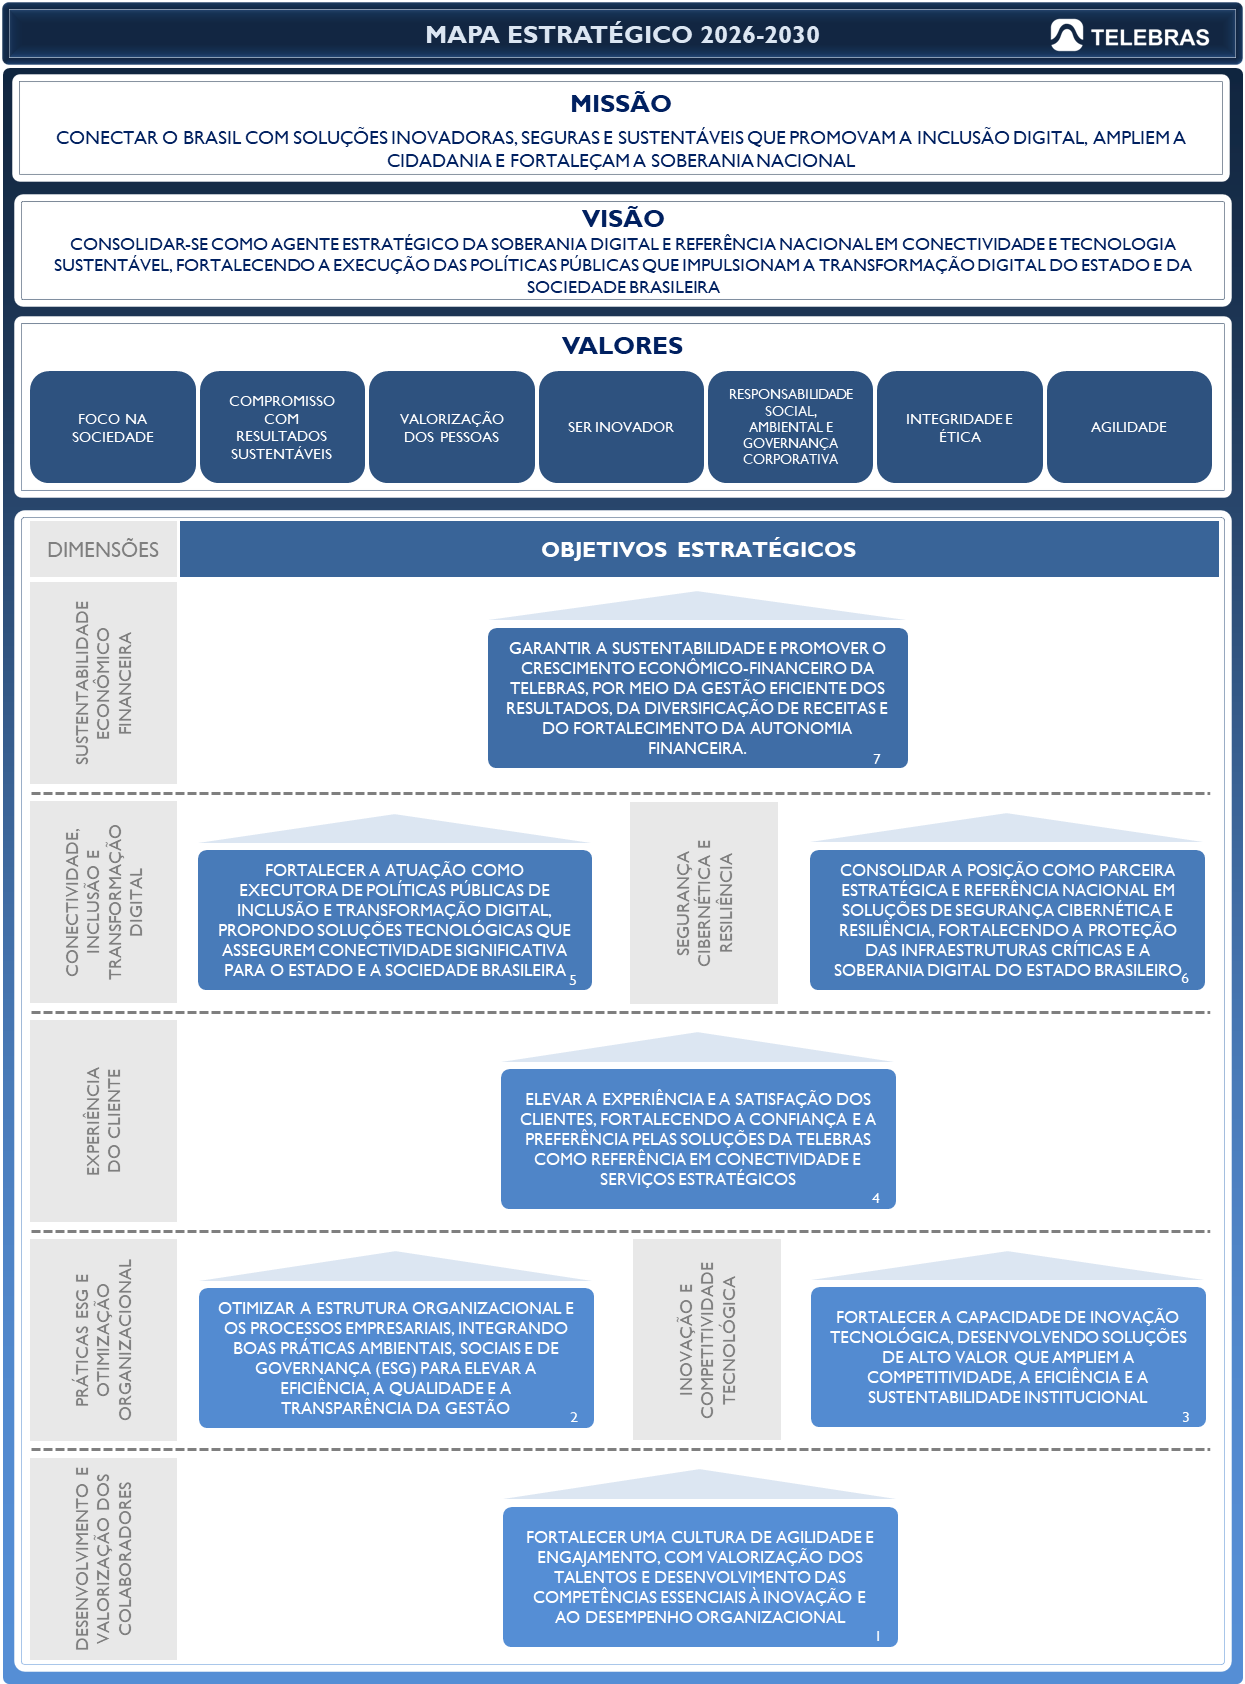 MAPA ESTRATÉGICO 2026-2030
TELEBRAS
MISSÃO
CONECTAR O BRASIL COM SOLUÇÕES INOVADORAS, SEGURAS E SUSTENTÁVEIS QUE PROMOVAM A INCLUSÃO DIGITAL, AMPLIEM A
CIDADANIA E FORTALEÇAM A SOBERANIA NACIONAL
VISÃO
CONSOLIDAR-SE COMO AGENTE ESTRATÉGICO DA SOBERANIA DIGITAL E REFERÊNCIA NACIONAL EM CONECTIVIDADE E TECNOLOGIA
SUSTENTÁVEL, FORTALECENDO A EXECUÇÃO DAS POLÍTICAS PÚBLICAS QUE IMPULSIONAM A TRANSFORMAÇÃO DIGITAL DO ESTADO E DA
SOCIEDADE BRASILEIRA
VALORES
FOCO NA
SOCIEDADE
COMPROMISSO
COM
RESULTADOS
SUSTENTÁVEIS
VALORIZAÇÃO
DOS PESSOAS
SER INOVADOR
RESPONSABILIDADE
SOCIAL,
AMBIENTAL E
GOVERNANÇA
CORPORATIVA
INTEGRIDADE E
ÉTICA
AGILIDADE
DIMENSÕES
OBJETIVOS ESTRATÉGICOS
SUSTENTABILIDADE
ECONÔMICO
FINANCEIRA
GARANTIR A SUSTENTABILIDADE E PROMOVER O
CRESCIMENTO ECONÔMICO-FINANCEIRO DA
TELEBRAS, POR MEIO DA GESTÃO EFICIENTE DOS
RESULTADOS, DA DIVERSIFICAÇÃO DE RECEITAS E
DO FORTALECIMENTO DA AUTONOMIA
FINANCEIRA.
7
CONECTIVIDADE,
INCLUSÃO E
TRANSFORMAÇÃO
DIGITAL
FORTALECER A ATUAÇÃO COMO
EXECUTORA DE POLÍTICAS PÚBLICAS DE
INCLUSÃO E TRANSFORMAÇÃO DIGITAL,
PROPONDO SOLUÇÕES TECNOLÓGICAS QUE
ASSEGUREM CONECTIVIDADE SIGNIFICATIVA
PARA O ESTADO E A SOCIEDADE BRASILEIRA
5
SEGURANÇA
CIBERNÉTICA E
RESILIÊNCIA
CONSOLIDAR A POSIÇÃO COMO PARCEIRA
ESTRATÉGICA E REFERÊNCIA NACIONAL EM
SOLUÇÕES DE SEGURANÇA CIBERNÉTICA E
RESILIÊNCIA, FORTALECENDO A PROTEÇÃO
DAS INFRAESTRUTURAS CRÍTICAS E A
SOBERANIA DIGITAL DO ESTADO BRASILEIRO
6
EXPERIÊNCIA
DO CLIENTE
ELEVAR A EXPERIÊNCIA E A SATISFAÇÃO DOS
CLIENTES, FORTALECENDO A CONFIANÇA E A
PREFERÊNCIA PELAS SOLUÇÕES DA TELEBRAS
COMO REFERÊNCIA EM CONECTIVIDADE E
SERVIÇOS ESTRATÉGICOS
4
PRÁTICAS ESG E
OTIMIZAÇÃO
ORGANIZACIONAL
OTIMIZAR A ESTRUTURA ORGANIZACIONAL E
OS PROCESSOS EMPRESARIAIS, INTEGRANDO
BOAS PRÁTICAS AMBIENTAIS, SOCIAIS E DE
GOVERNANÇA (ESG) PARA ELEVAR A
EFICIÊNCIA, A QUALIDADE E A
TRANSPARÊNCIA DA GESTÃO
2
INOVAÇÃO E
COMPETITIVIDADE
TECNOLÓGICA
FORTALECER A CAPACIDADE DE INOVAÇÃO
TECNOLÓGICA, DESENVOLVENDO SOLUÇÕES
DE ALTO VALOR QUE AMPLIEM A
COMPETITIVIDADE, A EFICIÊNCIA E A
SUSTENTABILIDADE INSTITUCIONAL
3
DESENVOLVIMENTO E
VALORIZAÇÃO DOS
COLABORADORES
FORTALECER UMA CULTURA DE AGILIDADE E
ENGAJAMENTO, COM VALORIZAÇÃO DOS
TALENTOS E DESENVOLVIMENTO DAS
COMPETÊNCIAS ESSENCIAIS À INOVAÇÃO E
AO DESEMPENHO ORGANIZACIONAL
1